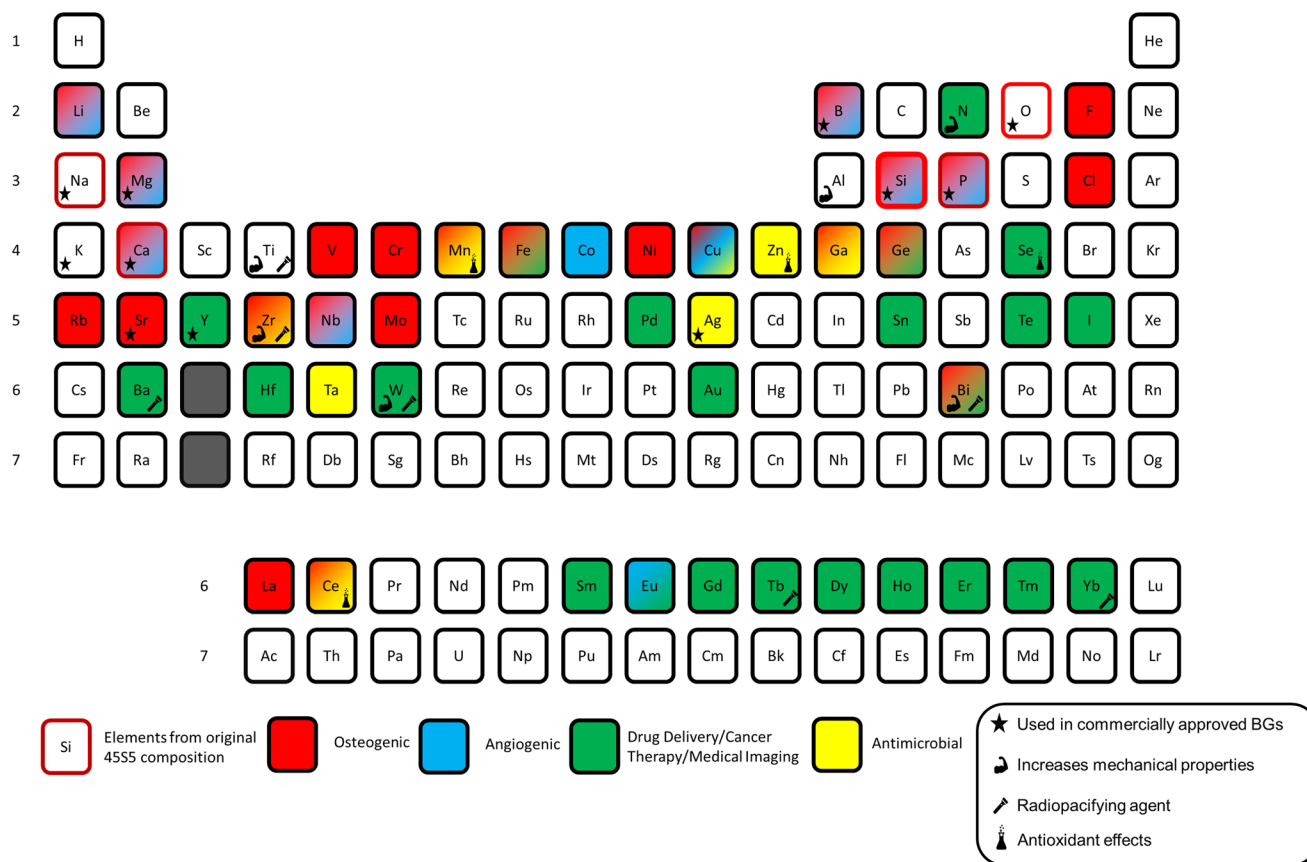 1 H He
2 Li Be B C N O F Ne
3 Na Mg Al Si P S Cl Ar
4 K Ca Sc Ti V Cr Mn Fe Co Ni Cu Zn Ga Ge As Se Br Kr
5 Rb Sr Y Zr Nb Mo Tc Ru Rh Pd Ag Cd In Sn Sb Te I Xe
6 Cs Ba Hf Ta W Re Os Ir Pt Au Hg Tl Pb Bi Po At Rn
7 Fr Ra Rf Db Sg Bh Hs Mt Ds Rg Cn Nh Fl Mc Lv Ts Og
6 La Ce Pr Nd Pm Sm Eu Gd Tb Dy Ho Er Tm Yb Lu
7 Ac Th Pa U Np Pu Am Cm Bk Cf Es Fm Md No Lr
Si
Elements from original
45S5 composition
Osteogenic
Angiogenic
Drug Delivery/Cancer
Therapy/Medical Imaging
Antimicrobial
Used in commercially approved BGs
Increases mechanical properties
Radiopacifying agent
Antioxidant effects